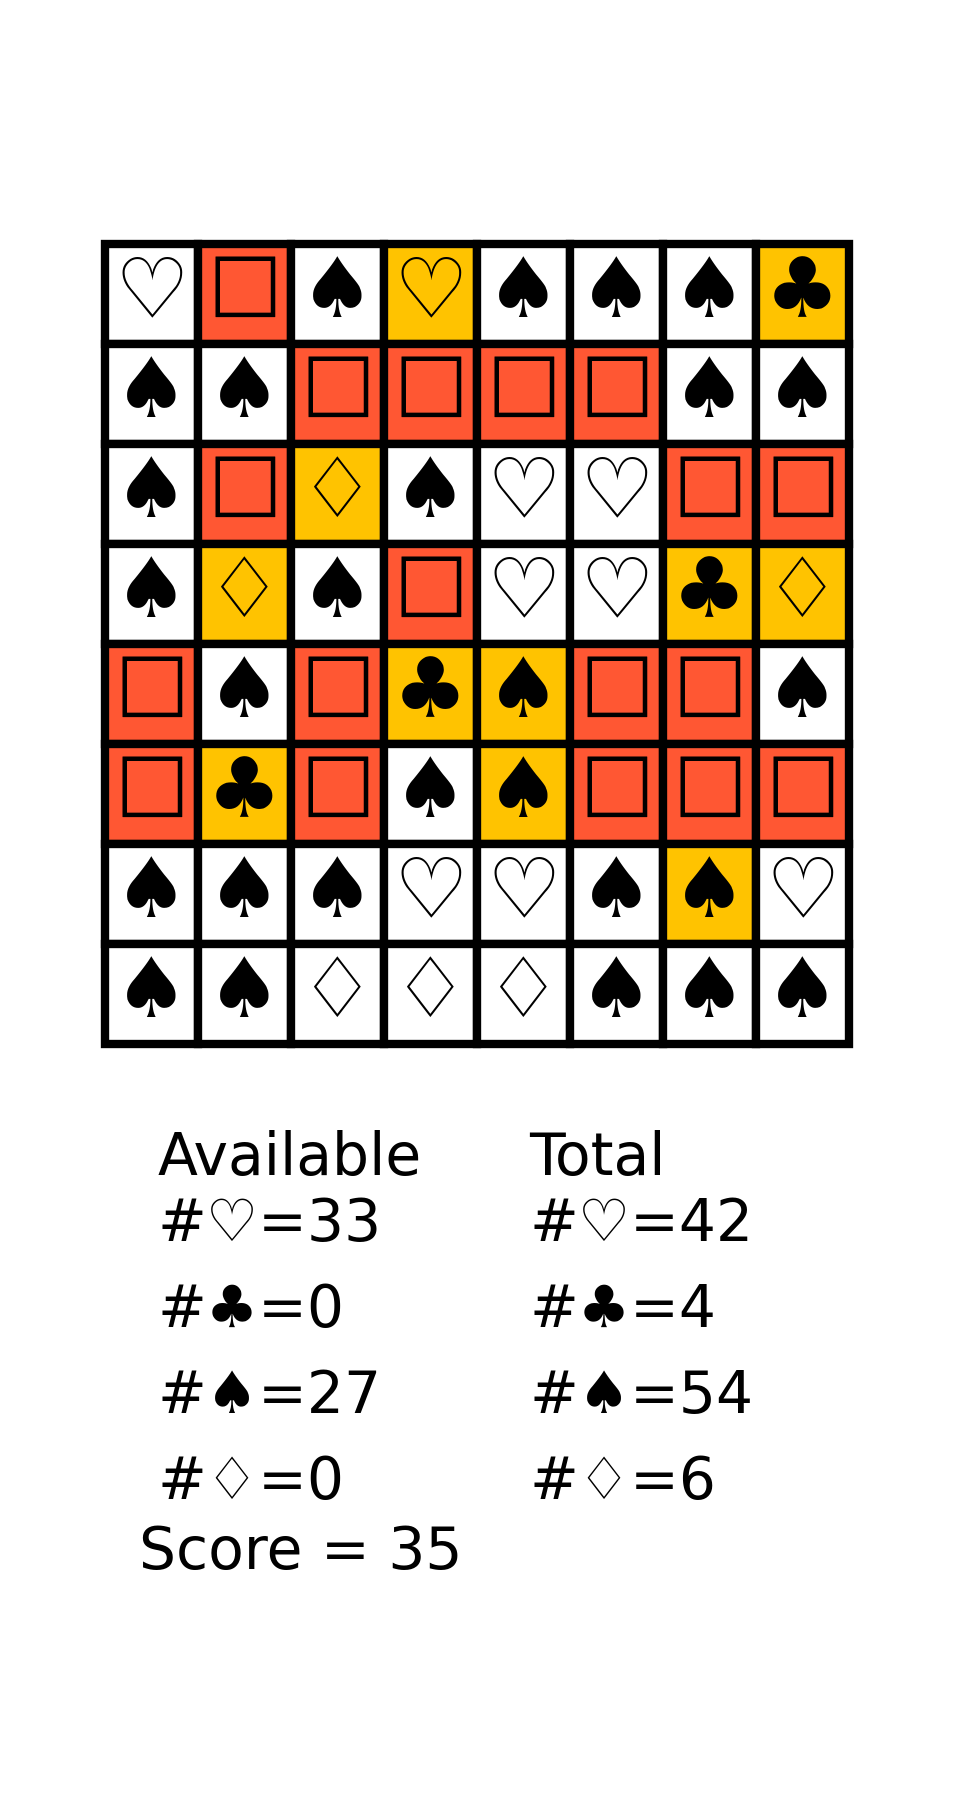 ♡ □ ♠ ♡ ♠ ♠ ♠ ♣
♠ ♠ □ □ □ □ ♠ ♠
♠ □ ♢ ♠ ♡ ♡ □ □
♠ ♢ ♠ □ ♡ ♡ ♣ ♢
□ ♠ □ ♣ ♠ □ □ ♠
□ ♣ □ ♠ ♠ □ □ □
♠ ♠ ♠ ♡ ♡ ♠ ♠ ♡
♠ ♠ ♢ ♢ ♢ ♠ ♠ ♠
Available Total
#♡=33 #♡=42
#♣=0 #♣=4
#♠=27 #♠=54
#♢=0 #♢=6
Score = 35